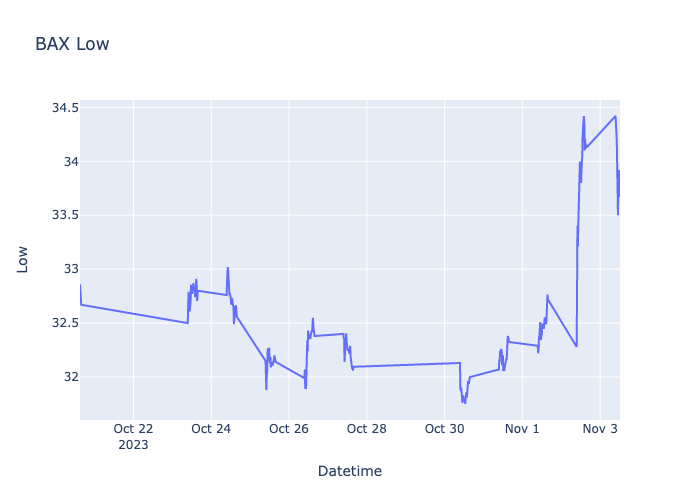 BAX Low
34.5
34
33.5
33
32.5
32
Low
Oct 22
2023
Oct 24
Oct 26
Oct 28
Oct 30
Nov 1
Nov 3
Datetime